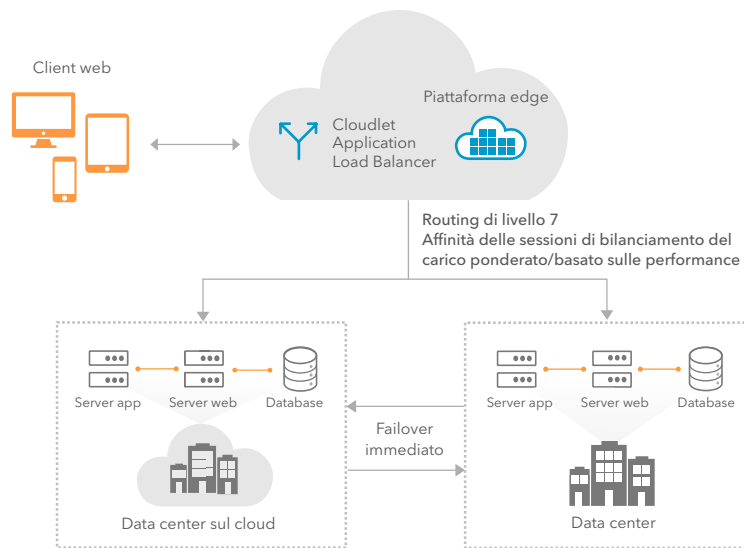 Client web
Piattaforma edge
Cloudlet
Application
Load Balancer
Routing di livello 7
Affinità delle sessioni di bilanciamento del
carico ponderato/basato sulle performance
Server app
Server web
Database
Server app
Server web
Database
Failover
immediato
Data center sul cloud
Data center